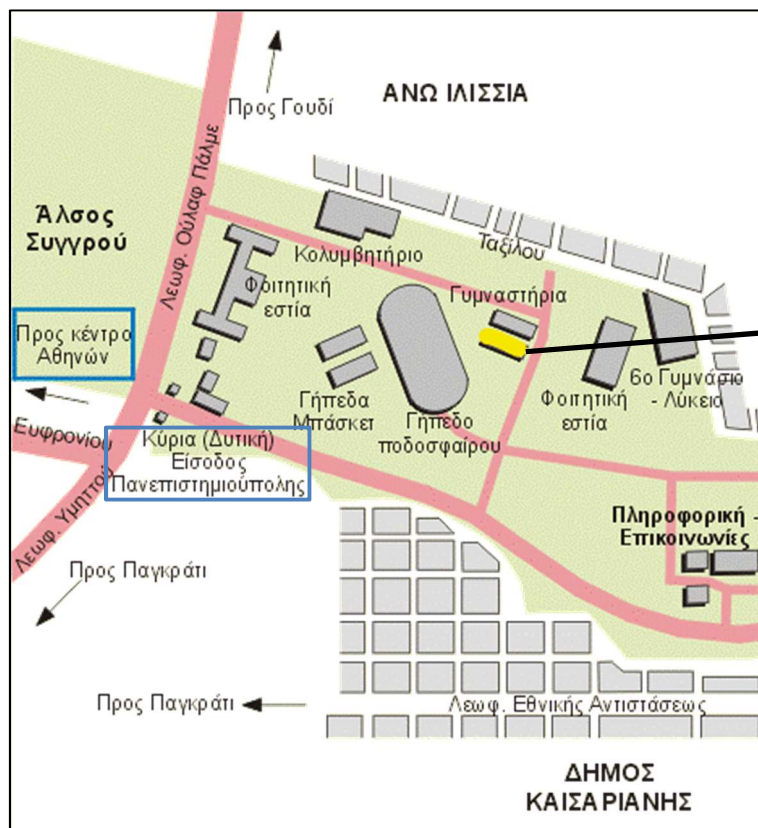 Προς Γουδί
ΑΝΩ ΙΛΙΣΣΙΑ
Λεωφ. Ούλαφ Πάλμε
Άλσος
Συγγρού
Ταξίλου
Κολυμβητήριο
Φοιτητική
εστία
Γυμναστήρια
Προς κέντρο
Αθηνών
6ο Γυμνάσιο
- Λύκειο
Γήπεδα
Μπάσκετ
Γήπεδο
ποδοσφαίρου
Φοιτητική
εστία
Ευφρονίου
Κύρια (Δυτική)
Είσοδος
Πανεπιστημιούπολης
Λεωφ. Υμηττού
Πληροφορική -
Επικοινωνίες
Προς Παγκράτι
Προς Παγκράτι
Λεωφ. Εθνικής Αντιστάσεως
ΔΗΜΟΣ
ΚΑΙΣΑΡΙΑΝΗΣ